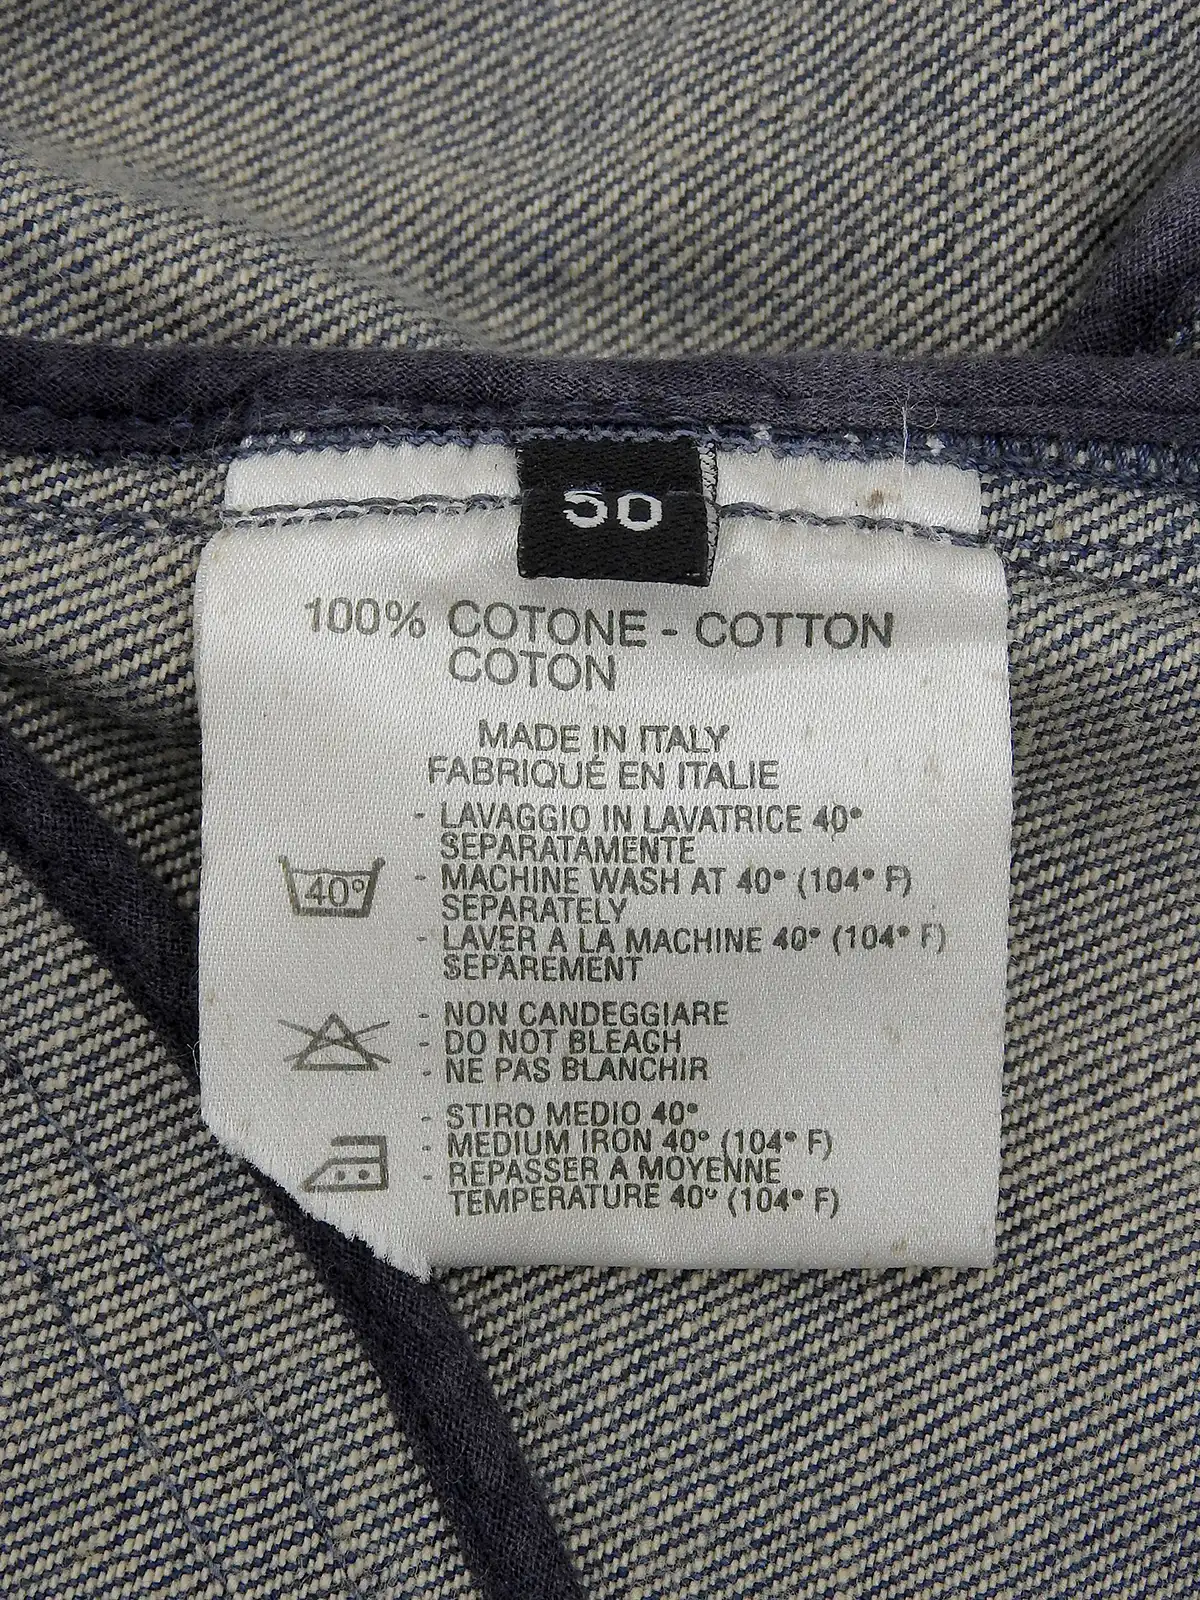 50
100% COTONE - COTTON
COTON
MADE IN ITALY
FABRIQUÉ EN ITALIE
- LAVAGGIO IN LAVATRICE 40°
SEPARATAMENTE
40°
- MACHINE WASH AT 40° (104° F)
SEPARATELY
- LAVER A LA MACHINE 40° (104° F)
SEPAREMENT
- NON CANDEGGIARE
- DO NOT BLEACH
- NE PAS BLANCHIR
- STIRO MEDIO 40°
- MEDIUM IRON 40° (104° F)
- REPASSER A MOYENNE
TEMPERATURE 40° (104° F)